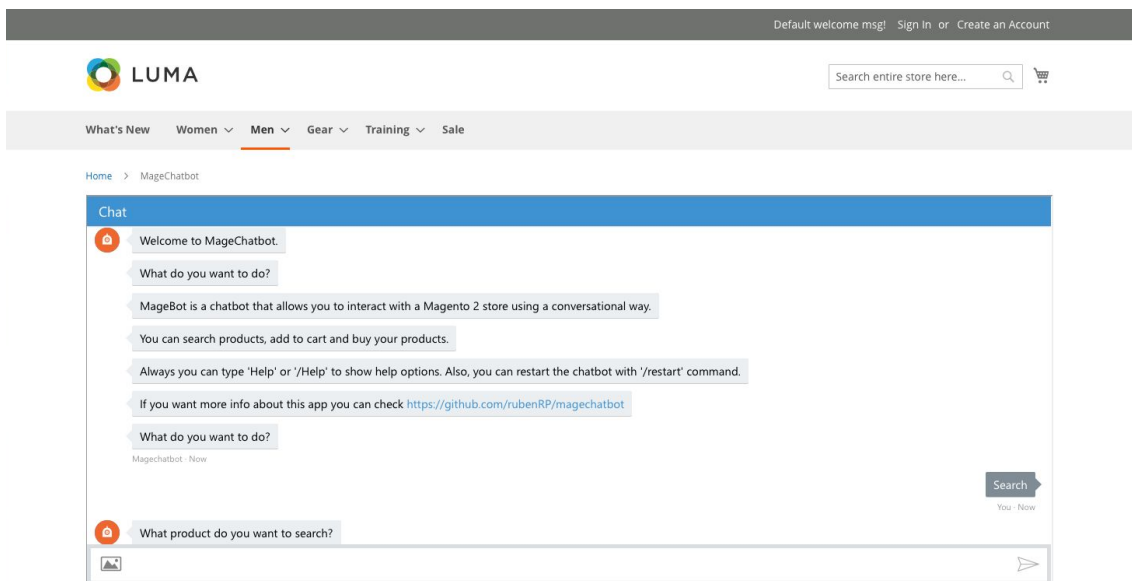 Default welcome msg! Sign In or Create an Account
LUMA
Search entire store here...
What's New Women Men Gear Training Sale
Home > MageChatbot
Chat
Welcome to MageChatbot.
What do you want to do?
MageBot is a chatbot that allows you to interact with a Magento 2 store using a conversational way.
You can search products, add to cart and buy your products.
Always you can type 'Help' or '/Help' to show help options. Also, you can restart the chatbot with '/restart' command.
If you want more info about this app you can check https://github.com/rubenRP/magechatbot
What do you want to do?
Magechatbot · Now
Search
You · Now
What product do you want to search?